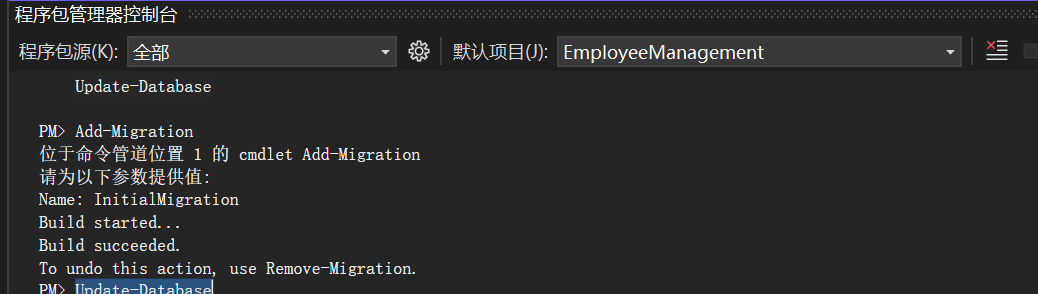 程序包管理器控制台
程序包源(K): 全部 默认项目(J): EmployeeManagement
Update-Database
PM> Add-Migration
位于命令管道位置 1 的 cmdlet Add-Migration
请为以下参数提供值:
Name: InitialMigration
Build started...
Build succeeded.
To undo this action, use Remove-Migration.
PM> Update-Database